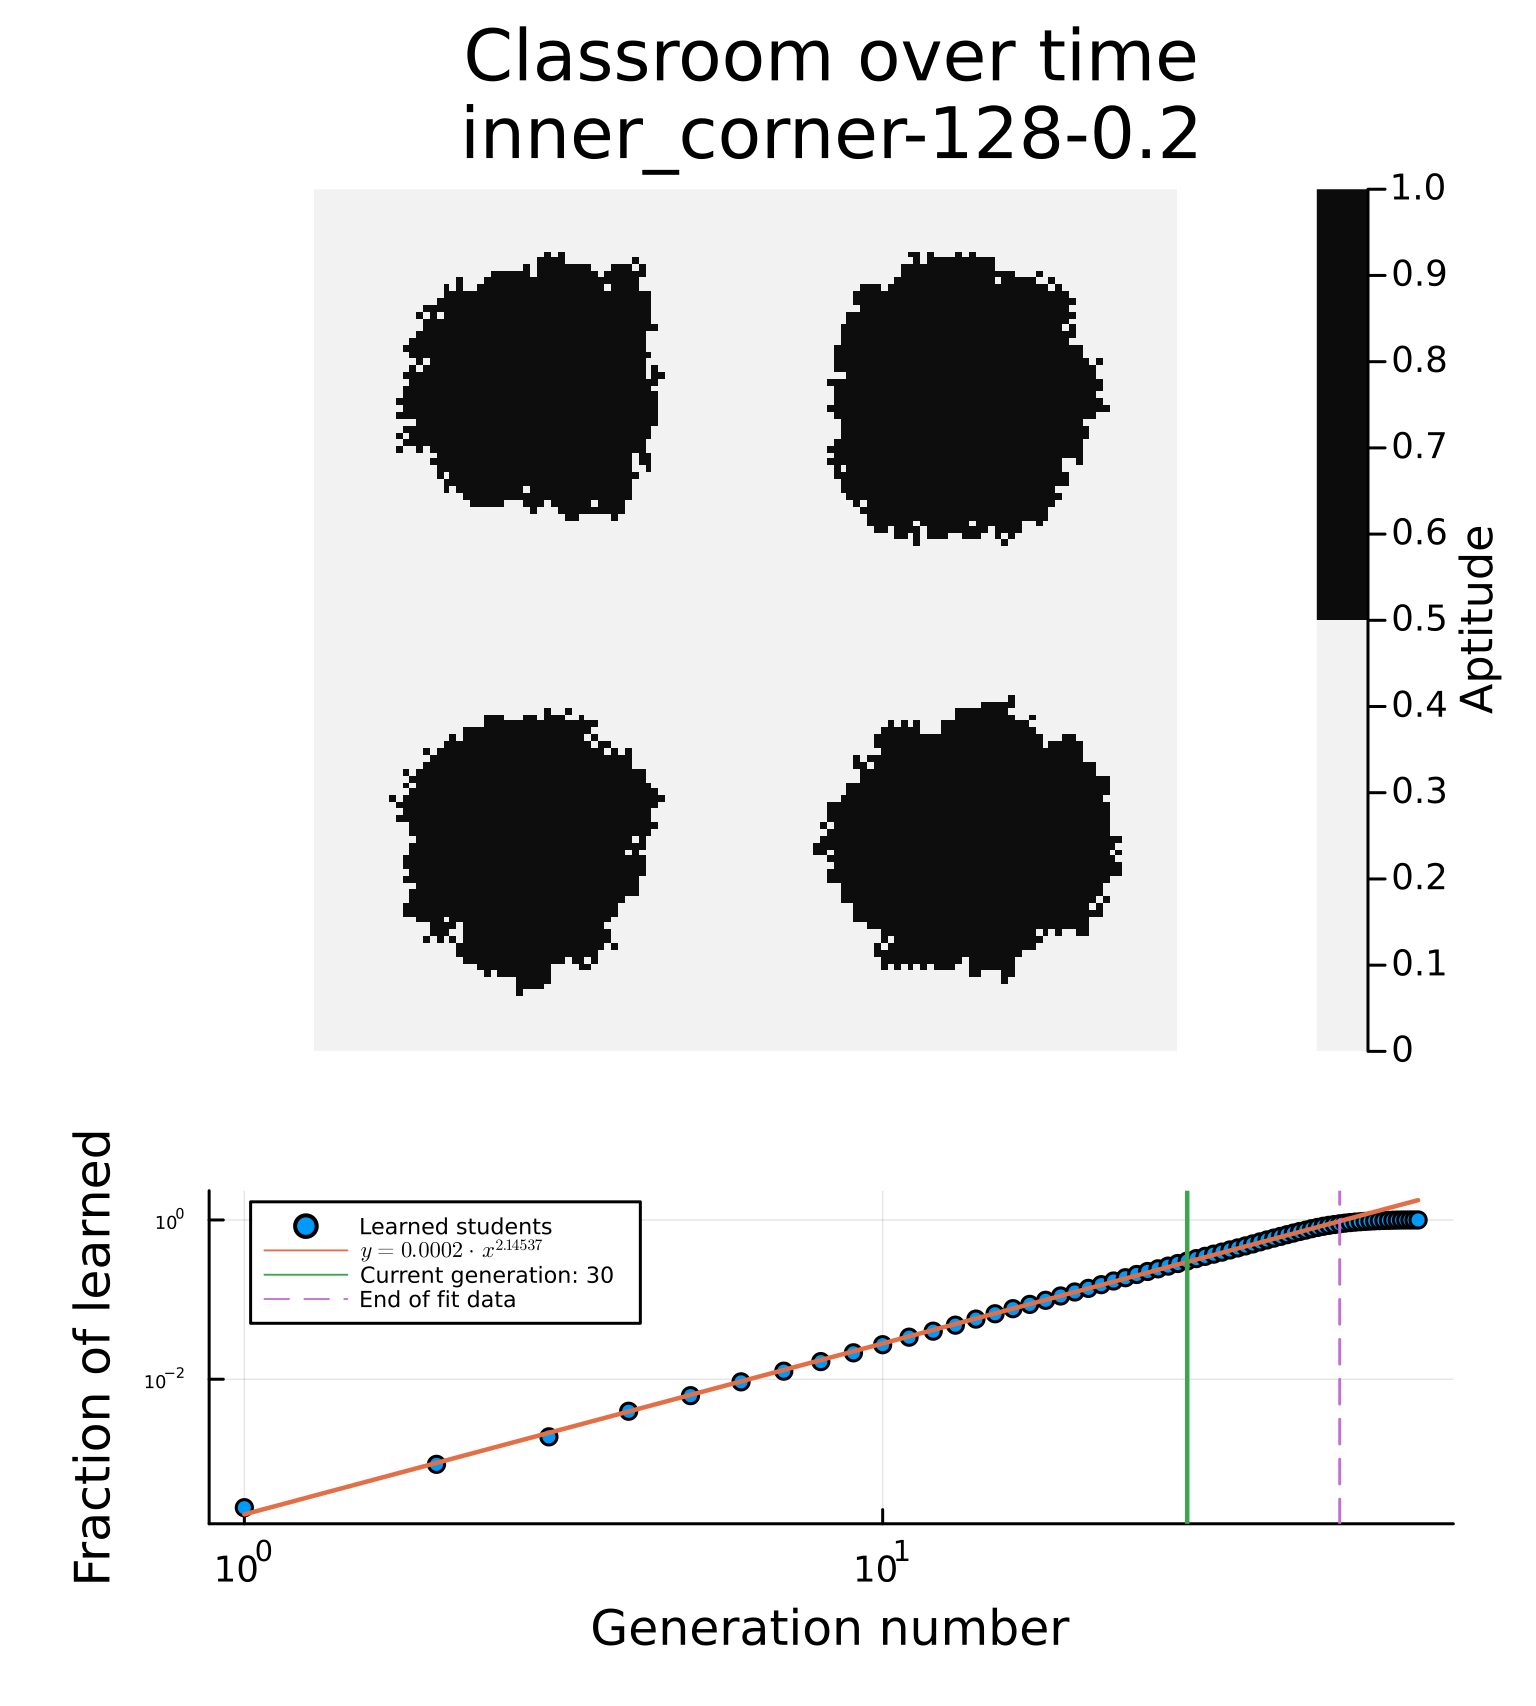 Classroom over time
inner_corner-128-0.2
1.0
0.9
0.8
0.7
0.6
0.5
0.4
0.3
0.2
0.1
0
Aptitude
Fraction of learned
10^0
10^-2
Learned students
y = 0.0002 · x^2.14537
Current generation: 30
End of fit data
10^0
10^1
Generation number